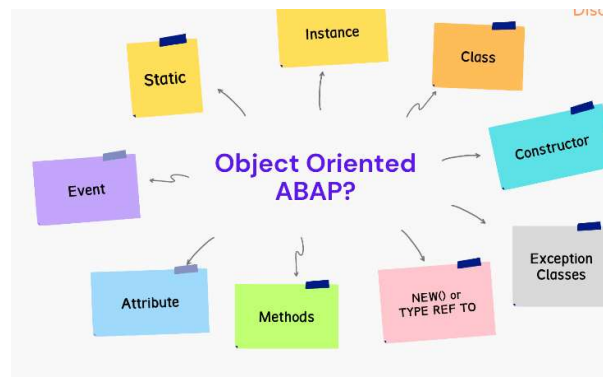 Instance
Class
Static
Constructor
Object Oriented
ABAP?
Event
Exception
Classes
Attribute
Methods
NEW() or
TYPE REF TO